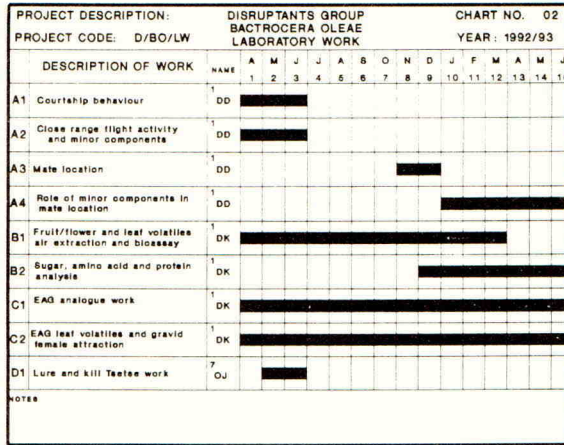 PROJECT DESCRIPTION: DISRUPTANTS GROUP CHART NO. 02
BACTROCERA OLEAE
PROJECT CODE: D/BO/LW LABORATORY WORK YEAR: 1992/93
DESCRIPTION OF WORK NAME A M J J A S O N D J F M A M J
1 2 3 4 5 6 7 8 9 10 11 12 13 14 15
A1 Courtship behaviour 1 DD
A2 Close range flight activity
and minor components 1 DD
A3 Mate location 1 DD
A4 Role of minor components in
mate location 1 DD
B1 Fruit/flower and leaf volatiles
air extraction and bioassay 1 DK
B2 Sugar, amino acid and protein
analysis 1 DK
C1 EAG analogue work 1 DK
C2 EAG leaf volatiles and gravid
female attraction 1 DK
D1 Lure and kill Tsetse work 7 OJ
NOTES